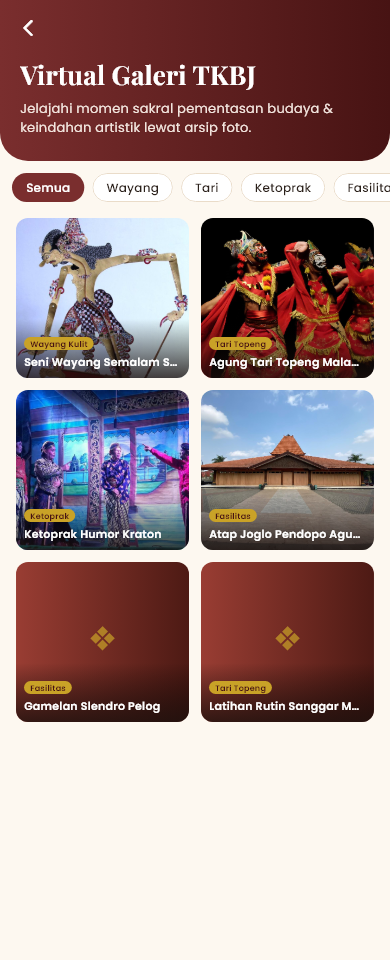 Virtual Galeri TKBJ
Jelajahi momen sakral pementasan budaya &
keindahan artistik lewat arsip foto.
Semua
Wayang
Tari
Ketoprak
Fasilita
Wayang Kulit
Seni Wayang Semalam S...
Tari Topeng
Agung Tari Topeng Mala...
Ketoprak
Ketoprak Humor Kraton
Fasilitas
Atap Joglo Pendopo Agu...
Fasilitas
Gamelan Slendro Pelog
Tari Topeng
Latihan Rutin Sanggar M...